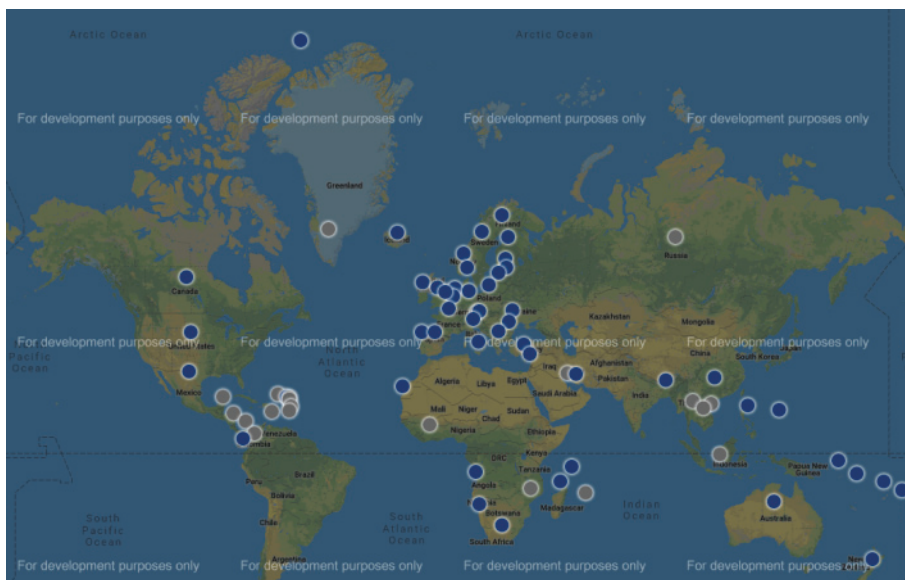 Arctic Ocean
Arctic Ocean
For development purposes only
For development purposes only
For development purposes only
For development purposes only
Greenland
Sweden
Russia
Canada
Poland
Kazakhstan
Mongolia
Pacific
Ocean
For development purposes only
For development purposes only
For development purposes only
For development purposes only
North
Atlantic
Ocean
Iraq
Afghanistan
China
South Korea
Mexico
Algeria
Libya
Egypt
Saudi Arabia
Pakistan
India
Mali
Niger
Chad
Sudan
Nigeria
Ethiopia
DRC
Kenya
Tanzania
Papua New
Guinea
Peru
Brazil
Bolivia
Angola
Botswana
Madagascar
Indian
Ocean
South
Pacific
Ocean
Chile
South
Atlantic
Ocean
South Africa
Australia
Argentina
For development purposes only
For development purposes only
For development purposes only
For development purposes only